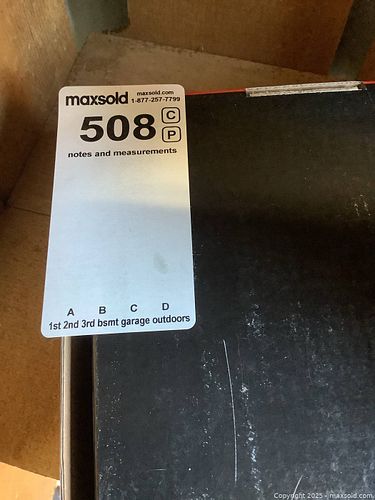 maxsold maxsold.com
1-877-257-7799
508 C
P
notes and measurements
A B C D
1st 2nd 3rd bsmt garage outdoors
Copyright 2025 - maxsold.com